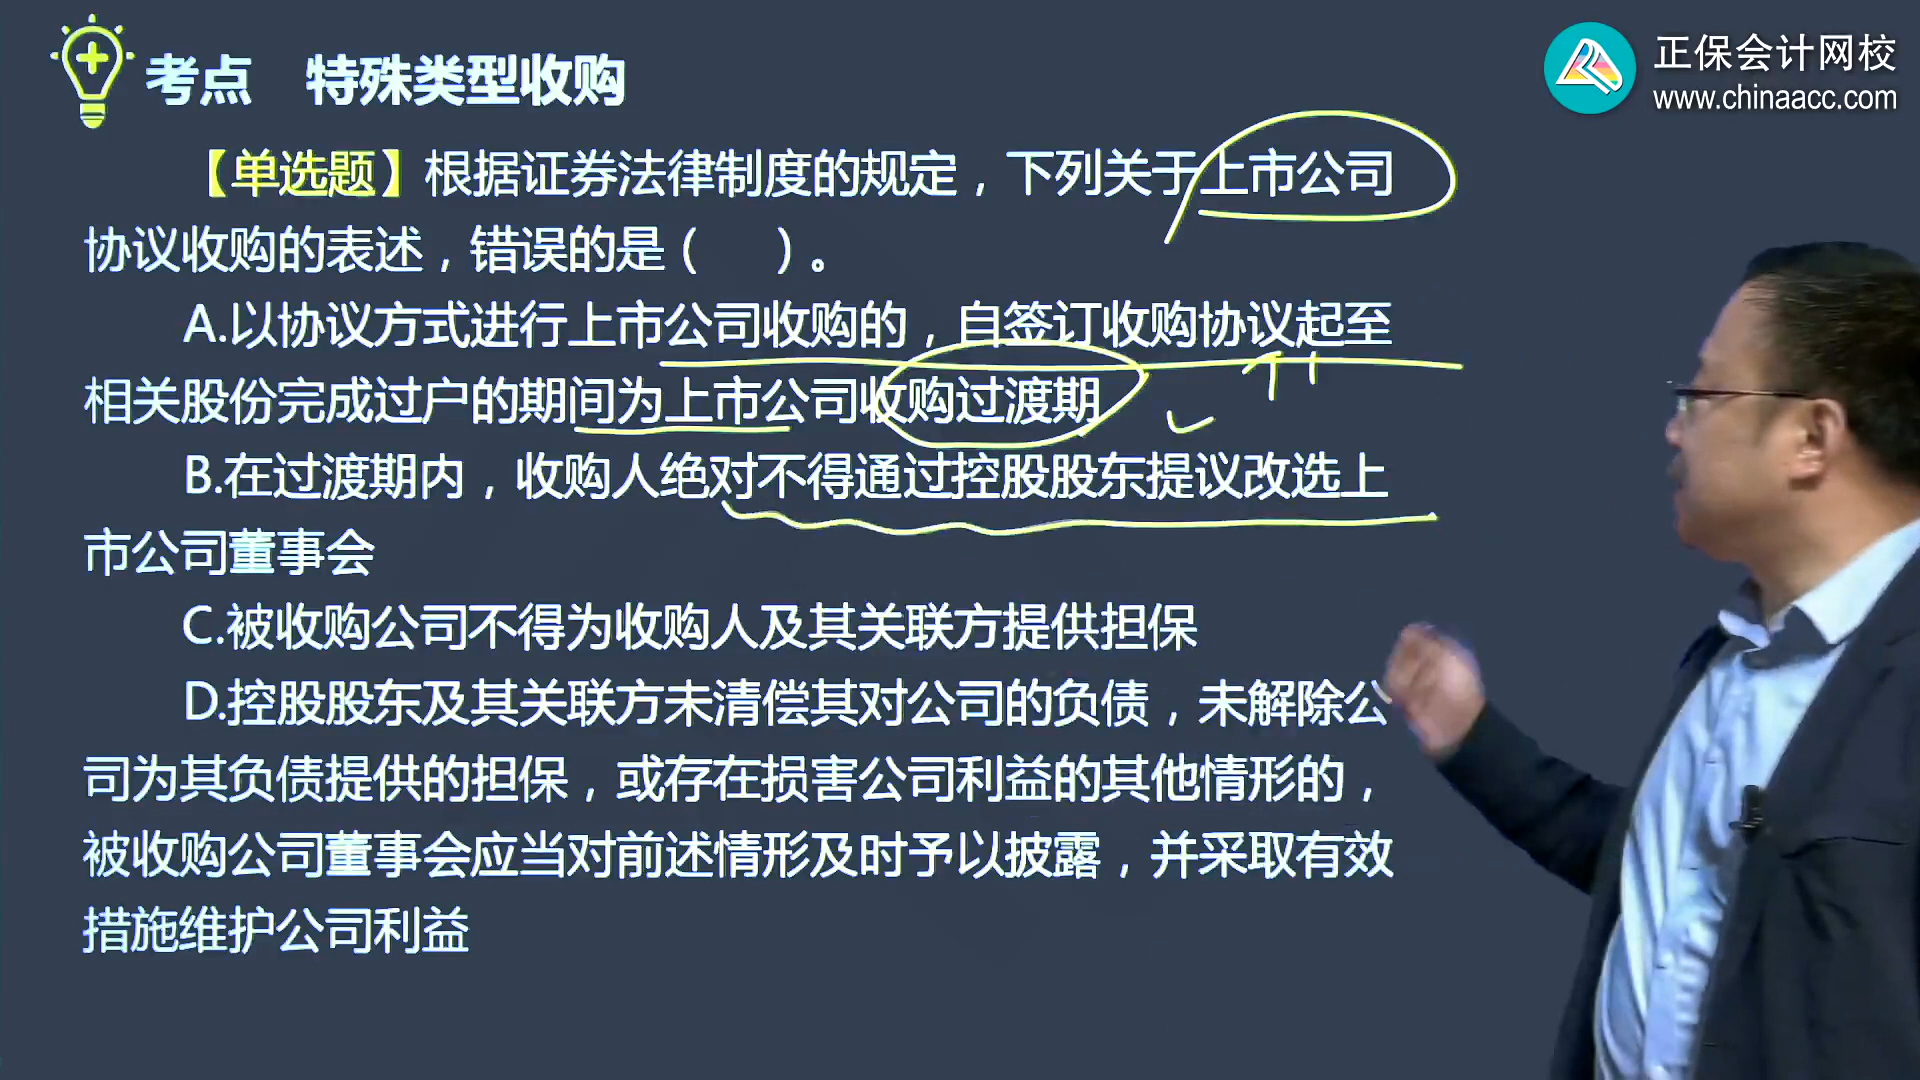 考点 特殊类型收购
正保会计网校
www.chinaacc.com
【单选题】根据证券法律制度的规定，下列关于上市公司
协议收购的表述，错误的是（ ）。
A.以协议方式进行上市公司收购的，自签订收购协议起至
相关股份完成过户的期间为上市公司收购过渡期
B.在过渡期内，收购人绝对不得通过控股股东提议改选上
市公司董事会
C.被收购公司不得为收购人及其关联方提供担保
D.控股股东及其关联方未清偿其对公司的负债，未解除公
司为其负债提供的担保，或存在损害公司利益的其他情形的，
被收购公司董事会应当对前述情形及时予以披露，并采取有效
措施维护公司利益